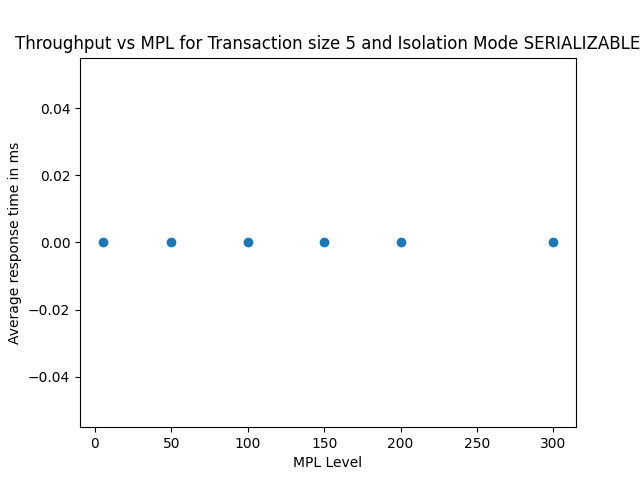 Throughput vs MPL for Transaction size 5 and Isolation Mode SERIALIZABLE
Average response time in ms
0.04
0.02
0.00
−0.02
−0.04
0 50 100 150 200 250 300
MPL Level